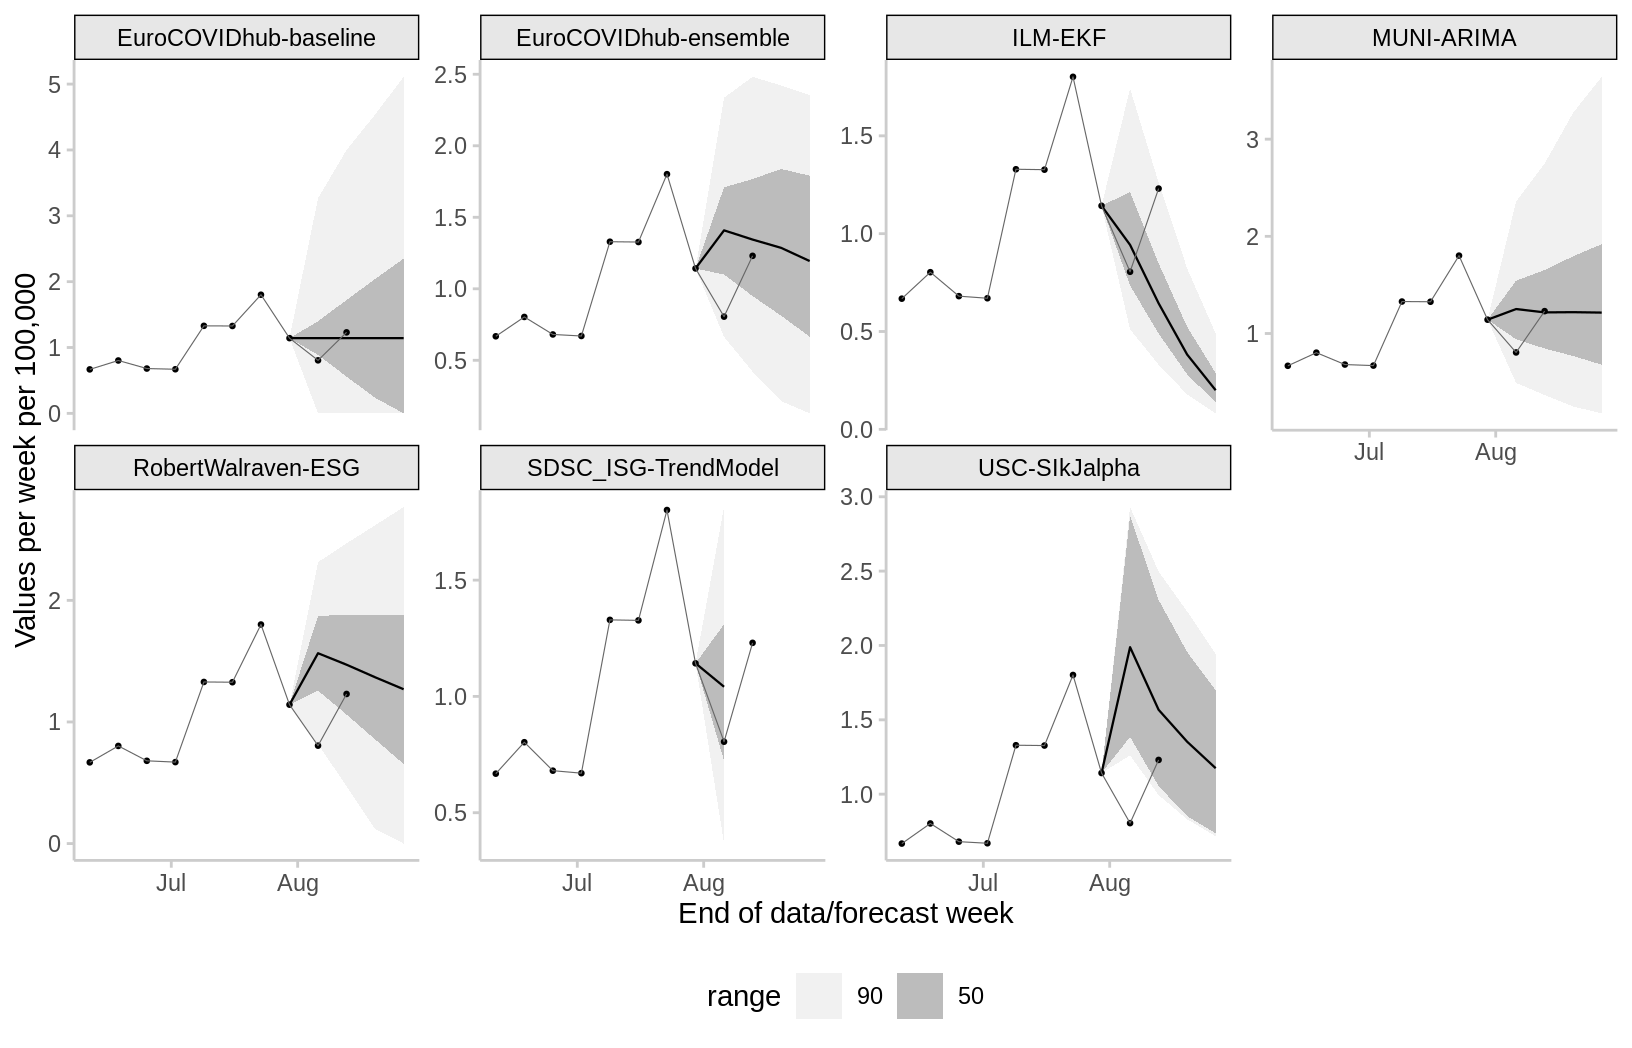 EuroCOVIDhub-baseline EuroCOVIDhub-ensemble ILM-EKF MUNI-ARIMA
5 2.5 1.5 3
4 2.0 1.0 2
3 1.5 0.5 1
2 1.0 0.0
1 0.5
0
Jul Aug
RobertWalraven-ESG SDSC_ISG-TrendModel USC-SIkJalpha
2 1.5 3.0
1 1.0 2.5
0 0.5 2.0
1.5
1.0
Jul Aug Jul Aug Jul Aug
Values per week per 100,000
End of data/forecast week
range 90 50